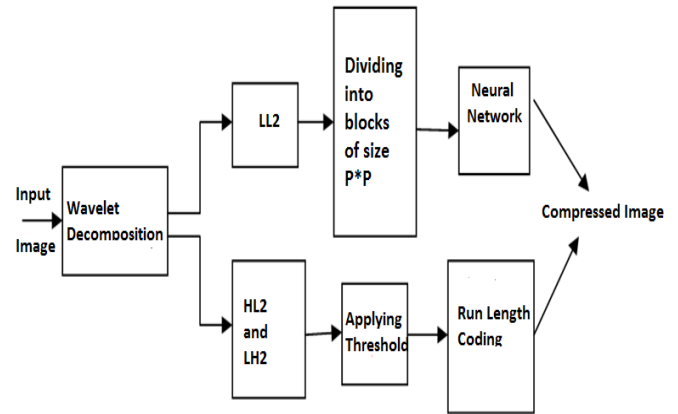 Input
Image
Wavelet
Decomposition
LL2
Dividing
into
blocks
of size
P*P
Neural
Network
HL2
and
LH2
Applying
Threshold
Run Length
Coding
Compressed Image